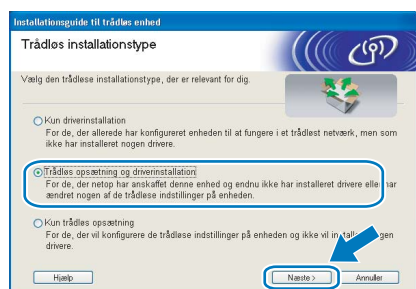 Installationsguide til trådløs enhed
Trådløs installationstype
Vælg den trådløse installationstype, der er relevant for dig.
Kun driverinstallation
For de, der allerede har konfigureret enheden til at fungere i et trådløst netværk, men som
ikke har installeret nogen drivere.
Trådløs opsætning og driverinstallation
For de, der netop har anskaffet denne enhed og endnu ikke har installeret drivere eller har
ændret nogen af de trådløse indstillinger på enheden.
Kun trådløs opsætning
For de, der vil konfigurere de trådløse indstillinger på enheden og ikke vil
drivere.
Hjælp
Næste >
Annuller